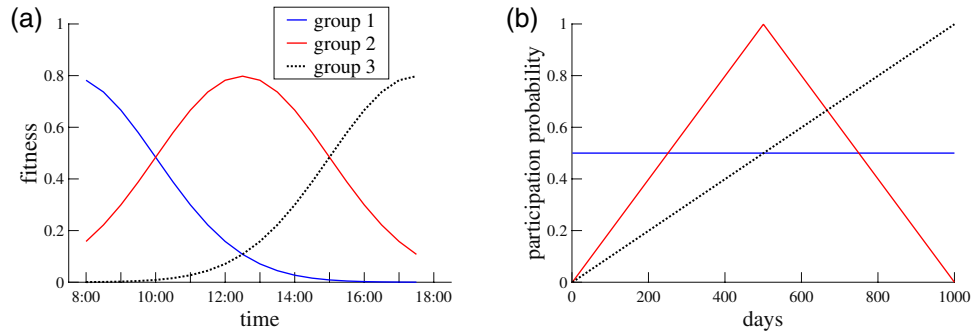 (a)
group 1
group 2
group 3
fitness
1
0.8
0.6
0.4
0.2
0
8:00 10:00 12:00 14:00 16:00 18:00
time
(b)
participation probability
1
0.8
0.6
0.4
0.2
0
0 200 400 600 800 1000
days